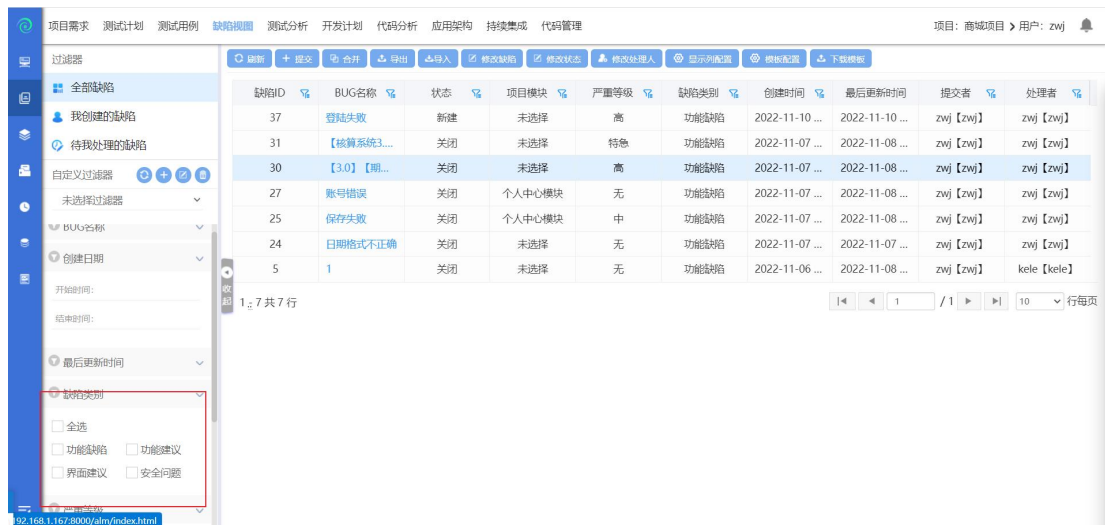 项目需求 测试计划 测试用例 缺陷视图 测试分析 开发计划 代码分析 应用架构 持续集成 代码管理 项目：商城项目 用户：zwj
过滤器
全部缺陷
我创建的缺陷
待我处理的缺陷
自定义过滤器
未选择过滤器
BUG名称
创建日期
开始时间:
结束时间:
最后更新时间
缺陷类别
全选
功能缺陷 功能建议
界面建议 安全问题
严重等级
192.168.1.167:8000/alm/index.html
收起
刷新 提交 合并 导出 导入 修改缺陷 修改状态 修改处理人 显示列配置 模板配置 下载模板
缺陷ID BUG名称 状态 项目模块 严重等级 缺陷类别 创建时间 最后更新时间 提交者 处理者
37 登陆失败 新建 未选择 高 功能缺陷 2022-11-10 ... 2022-11-10 ... zwj【zwj】 zwj【zwj】
31 【核算系统3.... 关闭 未选择 特急 功能缺陷 2022-11-07 ... 2022-11-08 ... zwj【zwj】 zwj【zwj】
30 【3.0】【期... 关闭 未选择 高 功能缺陷 2022-11-07 ... 2022-11-08 ... zwj【zwj】 zwj【zwj】
27 账号错误 关闭 个人中心模块 无 功能缺陷 2022-11-07 ... 2022-11-08 ... zwj【zwj】 zwj【zwj】
25 保存失败 关闭 个人中心模块 中 功能缺陷 2022-11-07 ... 2022-11-08 ... zwj【zwj】 zwj【zwj】
24 日期格式不正确 关闭 未选择 无 功能缺陷 2022-11-07 ... 2022-11-07 ... zwj【zwj】 zwj【zwj】
5 1 关闭 未选择 无 功能缺陷 2022-11-06 ... 2022-11-08 ... zwj【zwj】 kele【kele】
1 - 7 共 7 行 1 / 1 10 行每页